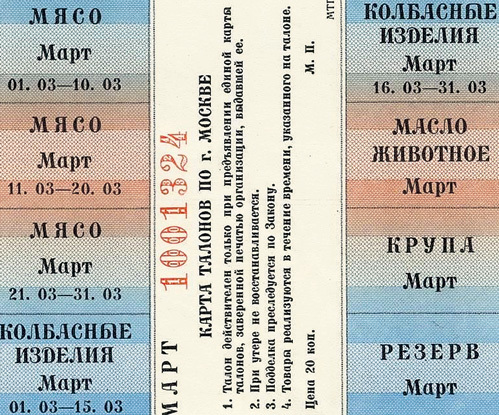 МЯСО
Март
01. 03—10. 03
МЯСО
Март
11. 03—20. 03
МЯСО
Март
21. 03—31. 03
КОЛБАСНЫЕ
ИЗДЕЛИЯ
Март
01. 03—15. 03
МАРТ
1001324
КАРТА ТАЛОНОВ ПО г. МОСКВЕ
1. Талон действителен только при предъявлении единой карты
талонов, заверенной печатью организации, выдавшей ее.
2. При утере не восстанавливается.
3. Подделка преследуется по Закону.
4. Товары реализуются в течение времени, указанного на талоне.
Цена 20 коп. М. П.
МТГ
КОЛБАСНЫЕ
ИЗДЕЛИЯ
Март
16. 03—31. 03
МАСЛО
ЖИВОТНОЕ
Март
КРУПА
Март
РЕЗЕРВ
Март